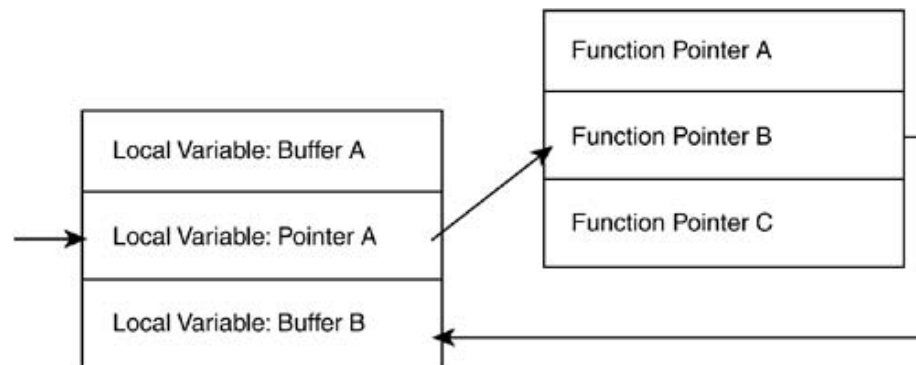 Function Pointer A
Function Pointer B
Function Pointer C
Local Variable: Buffer A
Local Variable: Pointer A
Local Variable: Buffer B